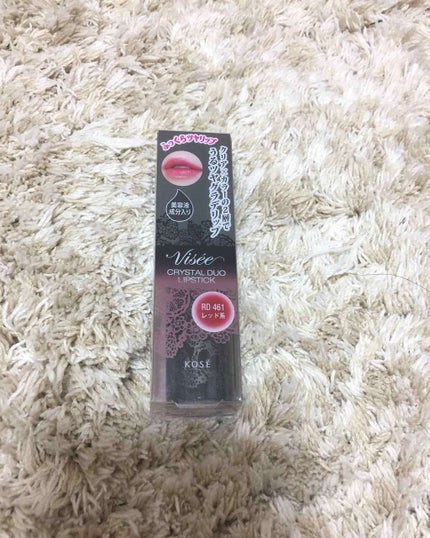 ふっくらツヤリップ
クリア×カラーの2層で
うるツヤグラデリップ
美容液
成分入り
Visée
CRYSTAL DUO
LIPSTICK
RD 461
レッド系
KOSÉ